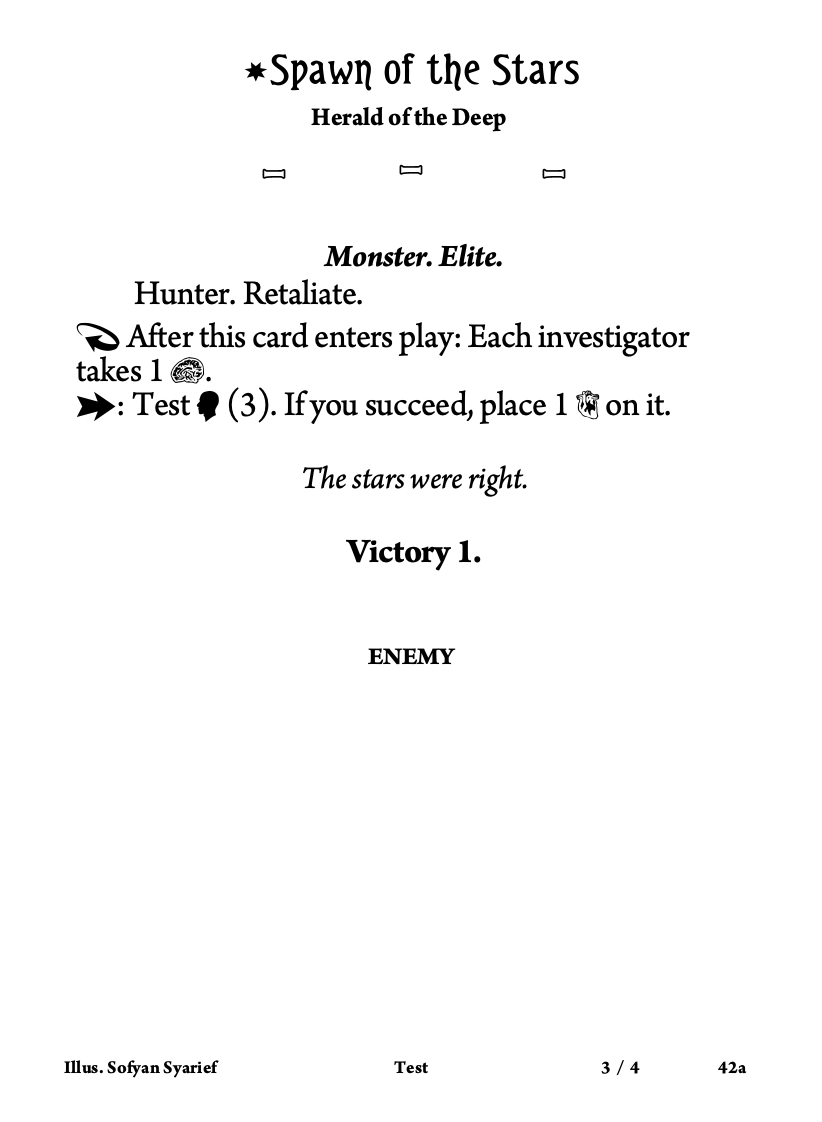 Spawn of the Stars
Herald of the Deep
Monster. Elite.
Hunter. Retaliate.
After this card enters play: Each investigator
takes 1 .
: Test (3). If you succeed, place 1 on it.
The stars were right.
Victory 1.
ENEMY
Illus. Sofyan Syarief Test 3 / 4 42a